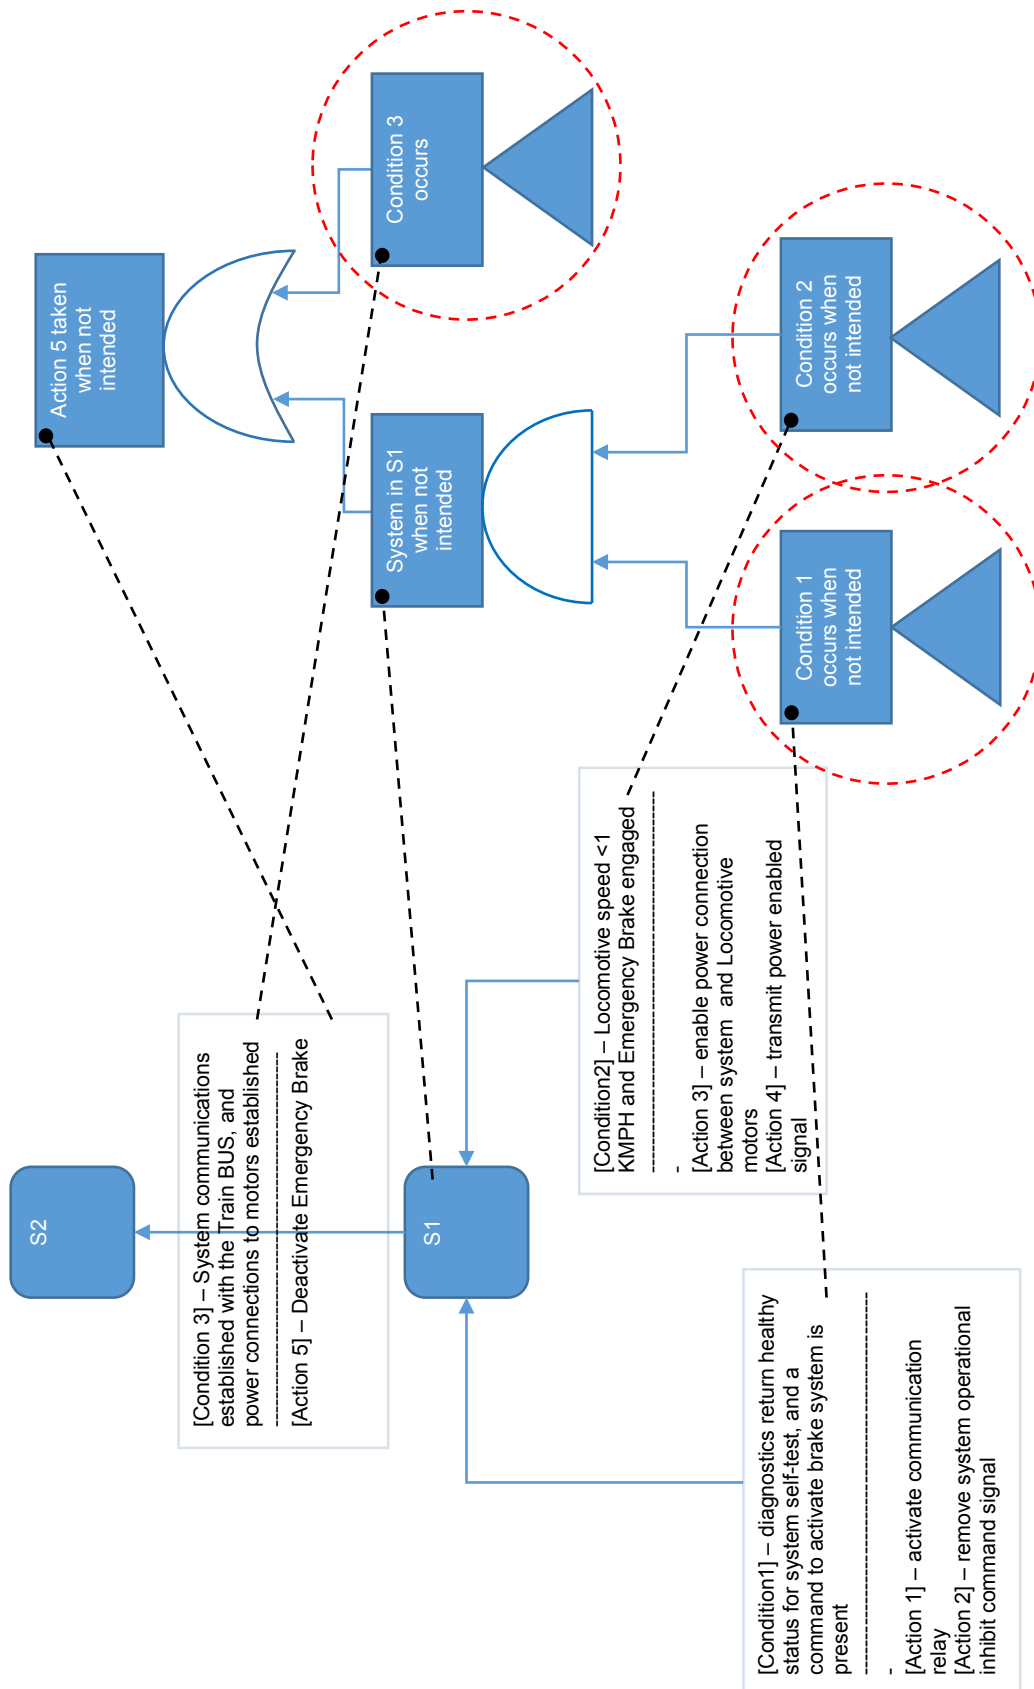 S2
[Condition 3] – System communications
established with the Train BUS, and
power connections to motors established
[Action 5] – Deactivate Emergency Brake
S1
[Condition1] – diagnostics return healthy
status for system self-test, and a
command to activate brake system is
present
-
[Action 1] – activate communication
relay
[Action 2] – remove system operational
inhibit command signal
[Condition2] – Locomotive speed <1
KMPH and Emergency Brake engaged
-
[Action 3] – enable power connection
between system and Locomotive
motors
[Action 4] – transmit power enabled
signal
Action 5 taken
when not
intended
System in S1
when not
intended
Condition 3
occurs
Condition 1
occurs when
not intended
Condition 2
occurs when
not intended